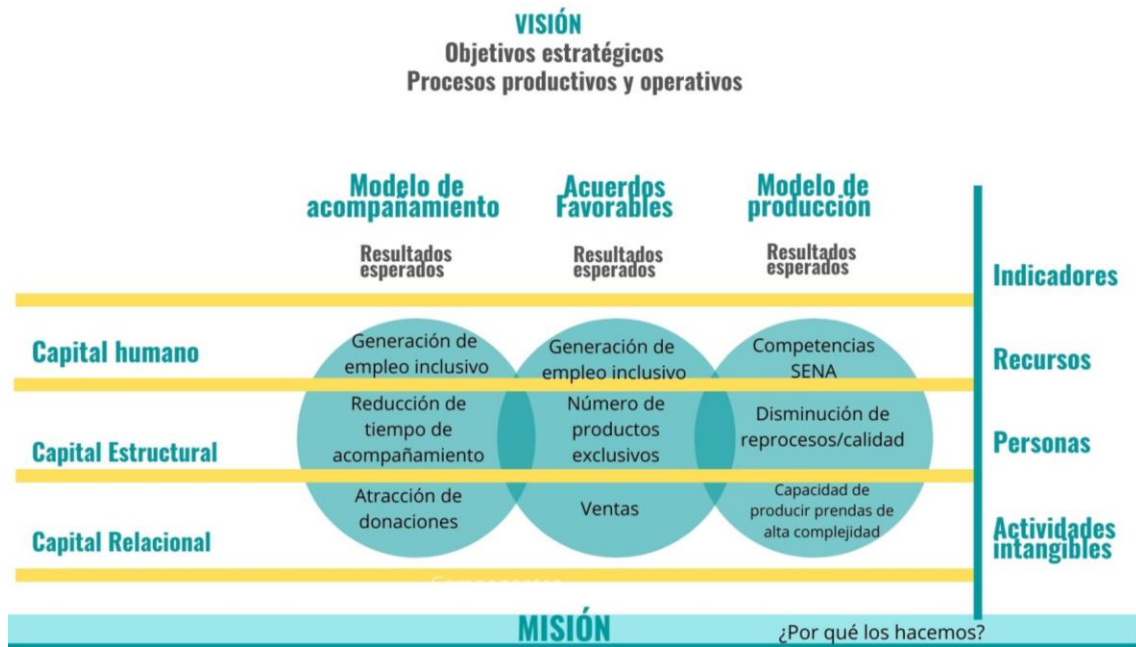 VISIÓN
Objetivos estratégicos
Procesos productivos y operativos
Modelo de
acompañamiento
Acuerdos
Favorables
Modelo de
producción
Resultados
esperados
Resultados
esperados
Resultados
esperados
Indicadores
Capital humano
Generación de
empleo inclusivo
Generación de
empleo inclusivo
Competencias
SENA
Recursos
Capital Estructural
Reducción de
tiempo de
acompañamiento
Número de
productos
exclusivos
Disminución de
reprocesos/calidad
Personas
Capital Relacional
Atracción de
donaciones
Ventas
Capacidad de
producir prendas de
alta complejidad
Actividades
intangibles
MISIÓN
¿Por qué los hacemos?